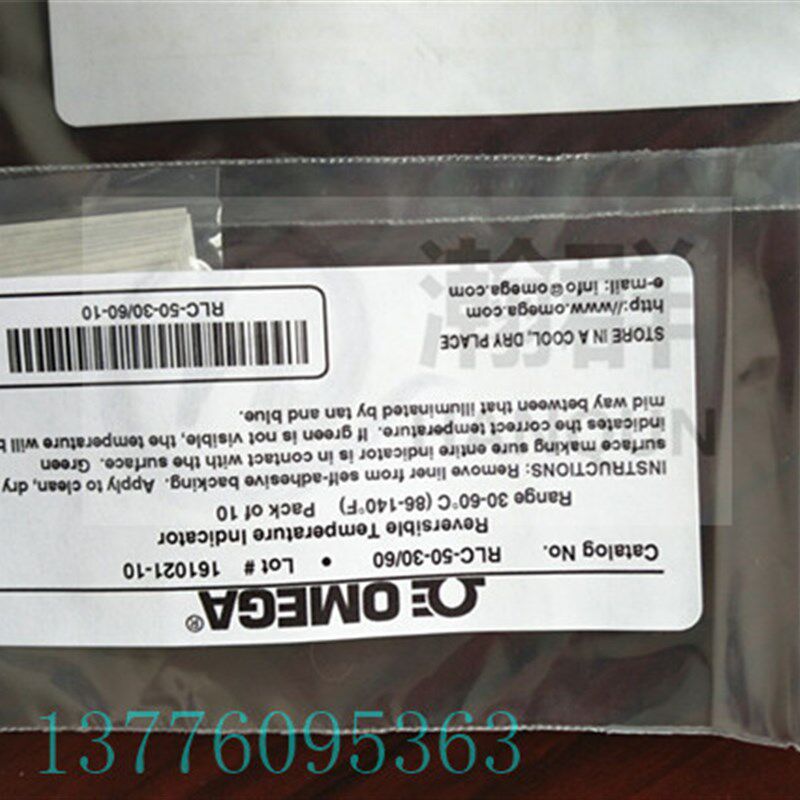 ΩE OMEGA®
Catalog No. RLC-50-30/60 • Lot # 161021-10
Reversible Temperature Indicator
Range 30-60°C (86-140°F) Pack of 10
INSTRUCTIONS: Remove liner from self-adhesive backing. Apply to clean, dry
surface making sure entire indicator is in contact with the surface. Green
indicates the correct temperature. If green is not visible, the temperature will b
mid way between that illuminated by tan and blue.
STORE IN A COOL, DRY PLACE
http://www.omega.com
e-mail: info@omega.com
RLC-50-30/60-10
瀚群
13776095363